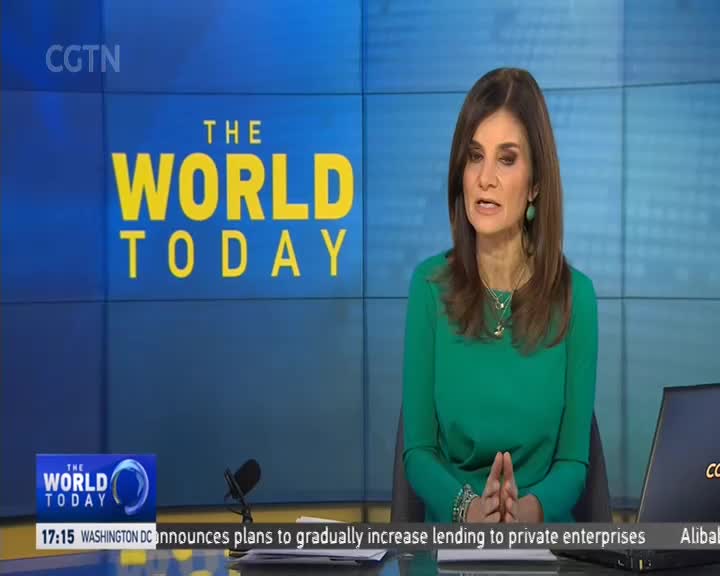 CGTN
THE
WORLD
TODAY
THE
WORLD
TODAY
17:15 WASHINGTON DC
announces plans to gradually increase lending to private enterprises